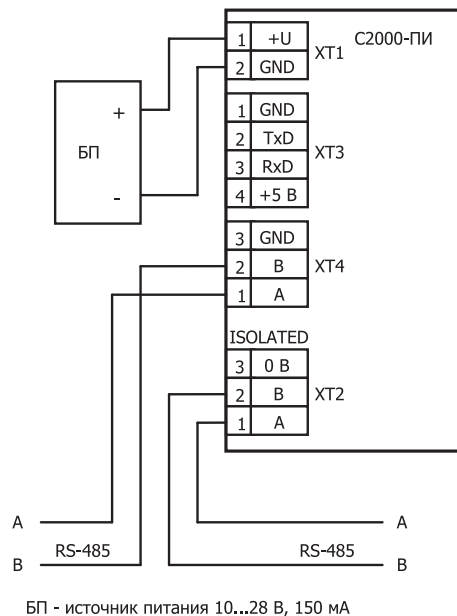 С2000-ПИ
1 +U XT1
2 GND
+
БП
-
1 GND
2 TxD XT3
3 RxD
4 +5 В
3 GND
2 B XT4
1 A
ISOLATED
3 0 В
2 B XT2
1 A
A A
B RS-485 RS-485 B
БП - источник питания 10...28 В, 150 мА